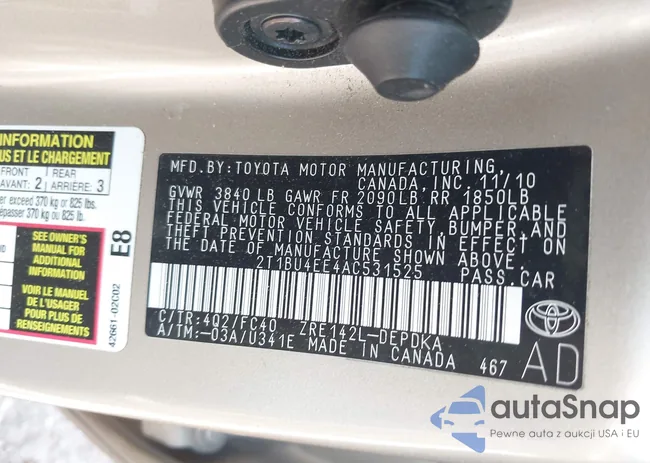 INFORMATION
US ET LE CHARGEMENT
FRONT
AVANT: 2
REAR
ARRIÈRE: 3
er exceed 370 kg or 825 lbs.
épasser 370 kg ou 825 lb.
SEE OWNER'S
MANUAL FOR
ADDITIONAL
INFORMATION
VOIR LE MANUEL
DE
L'USAGER
POUR PLUS DE
E8
42661-02C02
MFD.BY:TOYOTA MOTOR MANUFACTURING,
CANADA, INC. 11/10
GVWR 3840LB GAWR FR 2090LB RR 1850LB
THIS VEHICLE CONFORMS TO ALL APPLICABLE
FEDERAL MOTOR VEHICLE SAFETY,BUMPER,AND
THEFT PREVENTION STANDARDS IN EFFECT ON
THE DATE OF MANUFACTURE SHOWN ABOVE.
2T1BU4EE4AC531525 PASS.CAR
C/TR:4Q2/FC40 ZRE142L-DEPDKA
A/TM:-03A/U341E MADE IN CANADA 467
TOYOTA
AD
autaSnap
Pewne auta z aukcji USA i EU